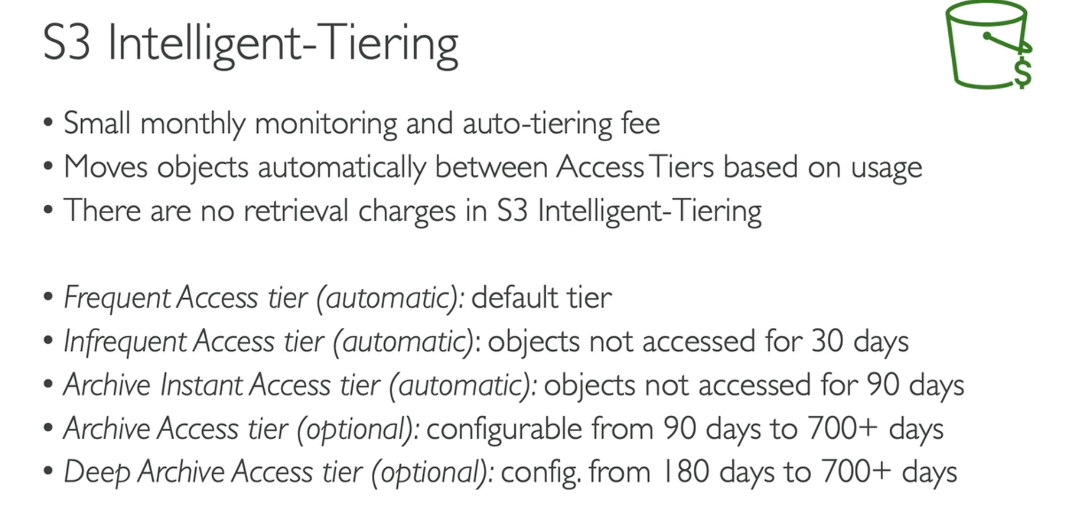 S3 Intelligent-Tiering
$
• Small monthly monitoring and auto-tiering fee
• Moves objects automatically between Access Tiers based on usage
• There are no retrieval charges in S3 Intelligent-Tiering
• Frequent Access tier (automatic): default tier
• Infrequent Access tier (automatic): objects not accessed for 30 days
• Archive Instant Access tier (automatic): objects not accessed for 90 days
• Archive Access tier (optional): configurable from 90 days to 700+ days
• Deep Archive Access tier (optional): config. from 180 days to 700+ days